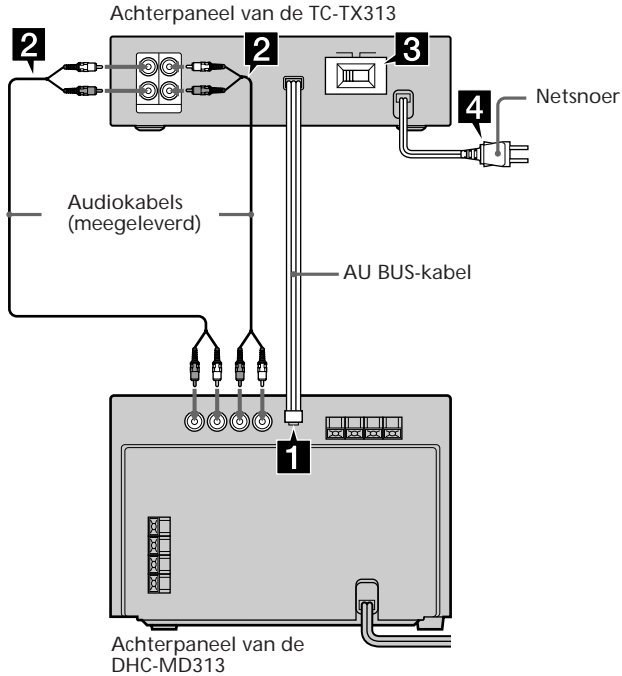 Achterpaneel van de TC-TX313
2
2
3
4
Netsnoer
Audiokabels
(meegeleverd)
AU BUS-kabel
1
Achterpaneel van de
DHC-MD313